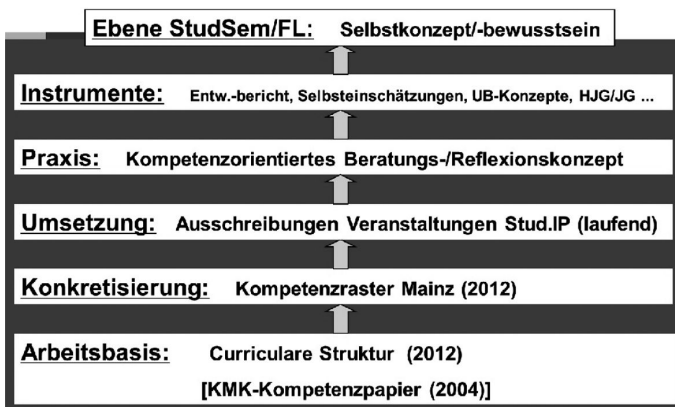 Ebene StudSem/FL: Selbstkonzept/-bewusstsein
Instrumente: Entw.-bericht, Selbsteinschätzungen, UB-Konzepte, HJG/JG ...
Praxis: Kompetenzorientiertes Beratungs-/Reflexionskonzept
Umsetzung: Ausschreibungen Veranstaltungen Stud.IP (laufend)
Konkretisierung: Kompetenzraster Mainz (2012)
Arbeitsbasis: Curriculare Struktur (2012)
[KMK-Kompetenzpapier (2004)]